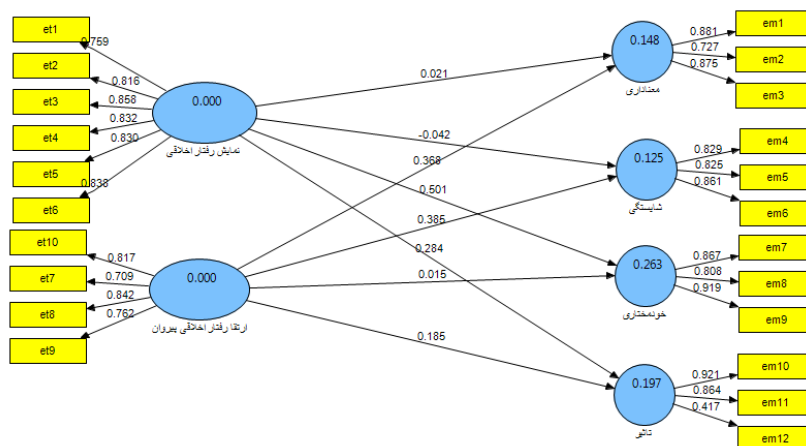 et1
0.759
et2
0.816
et3
0.858
et4
0.832
et5
0.830
et6
0.838
0.000
نمایش رفتار اخلاقی
et10
0.817
et7
0.709
et8
0.842
et9
0.762
0.000
ارتقا رفتار اخلاقی پیروان
0.021
-0.042
0.368
0.501
0.385
0.284
0.015
0.185
0.148
معناداری
0.881
em1
0.727
em2
0.875
em3
0.125
شایستگی
0.829
em4
0.825
em5
0.861
em6
0.263
خودمختاری
0.867
em7
0.808
em8
0.919
em9
0.197
تاثیر
0.921
em10
0.864
em11
0.417
em12